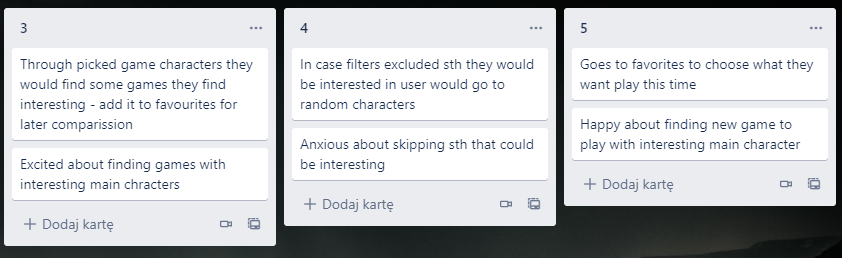 3
Through picked game characters they
would find some games they find
interesting - add it to favourites for
later comparission
Excited about finding games with
interesting main chracters
Dodaj kartę
4
In case filters excluded sth they would
be interested in user would go to
random characters
Anxious about skipping sth that could
be interesting
Dodaj kartę
5
Goes to favorites to choose what they
want play this time
Happy about finding new game to
play with interesting main character
Dodaj kartę